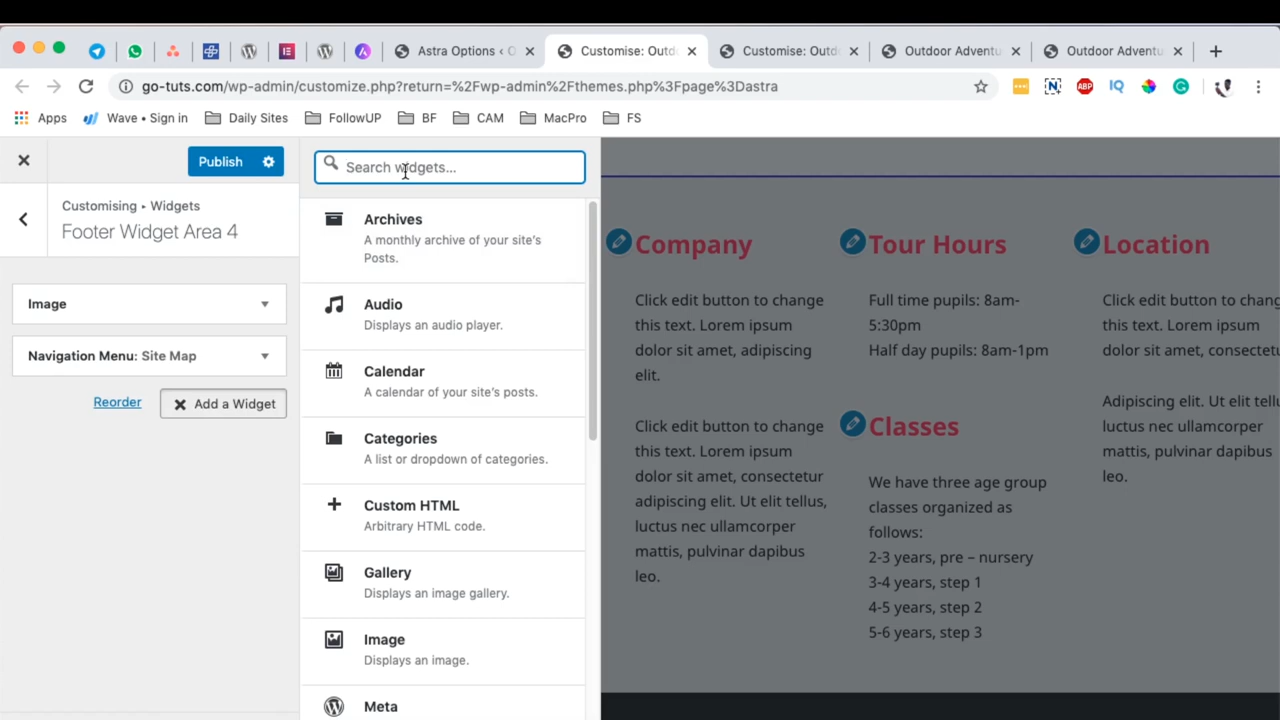 Astra Options ‹ O
Customise: Outd
Customise: Outd
Outdoor Adventu
Outdoor Adventu
go-tuts.com/wp-admin/customize.php?return=%2Fwp-admin%2Fthemes.php%3Fpage%3Dastra
ABP
IQ
Apps
Wave • Sign in
Daily Sites
FollowUP
BF
CAM
MacPro
FS
Publish
Customising ▸ Widgets
Footer Widget Area 4
Image
Navigation Menu: Site Map
Reorder
Add a Widget
Search widgets...
Archives
A monthly archive of your site's
Posts.
Audio
Displays an audio player.
Calendar
A calendar of your site's posts.
Categories
A list or dropdown of categories.
Custom HTML
Arbitrary HTML code.
Gallery
Displays an image gallery.
Image
Displays an image.
Meta
Company
Click edit button to change
this text. Lorem ipsum
dolor sit amet, adipiscing
elit.
Click edit button to change
this text. Lorem ipsum
dolor sit amet, consectetur
adipiscing elit. Ut elit tellus,
luctus nec ullamcorper
mattis, pulvinar dapibus
leo.
Tour Hours
Full time pupils: 8am-
5:30pm
Half day pupils: 8am-1pm
Classes
We have three age group
classes organized as
follows:
2-3 years, pre – nursery
3-4 years, step 1
4-5 years, step 2
5-6 years, step 3
Location
Click edit button to chang
this text. Lorem ipsum
dolor sit amet, consectetu
Adipiscing elit. Ut elit tellu
luctus nec ullamcorper
mattis, pulvinar dapibus
leo.